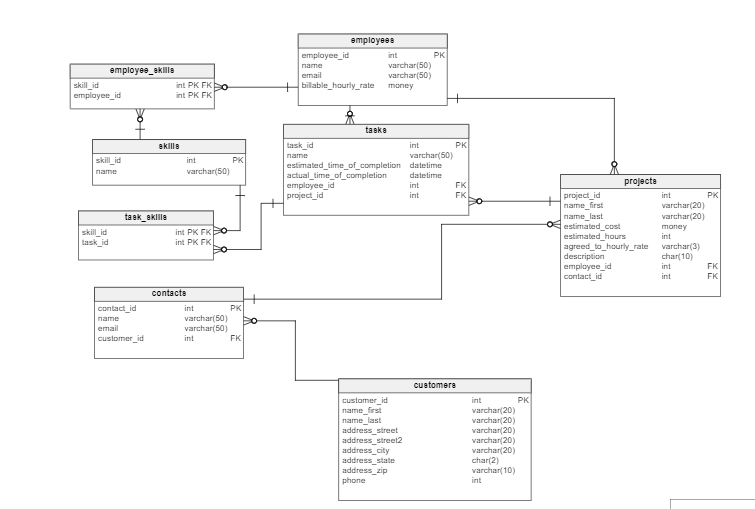 employees
employee_id int PK
name varchar(50)
email varchar(50)
billable_hourly_rate money
employee_skills
skill_id int PK FK
employee_id int PK FK
skills
skill_id int PK
name varchar(50)
tasks
task_id int PK
name varchar(50)
estimated_time_of_completion datetime
actual_time_of_completion datetime
employee_id int FK
project_id int FK
projects
project_id int PK
name_first varchar(20)
name_last varchar(20)
estimated_cost money
estimated_hours int
agreed_to_hourly_rate varchar(3)
description char(10)
employee_id int FK
contact_id int FK
task_skills
skill_id int PK FK
task_id int PK FK
contacts
contact_id int PK
name varchar(50)
email varchar(50)
customer_id int FK
customers
customer_id int PK
name_first varchar(20)
name_last varchar(20)
address_street varchar(20)
address_street2 varchar(20)
address_city varchar(20)
address_state char(2)
address_zip varchar(10)
phone int